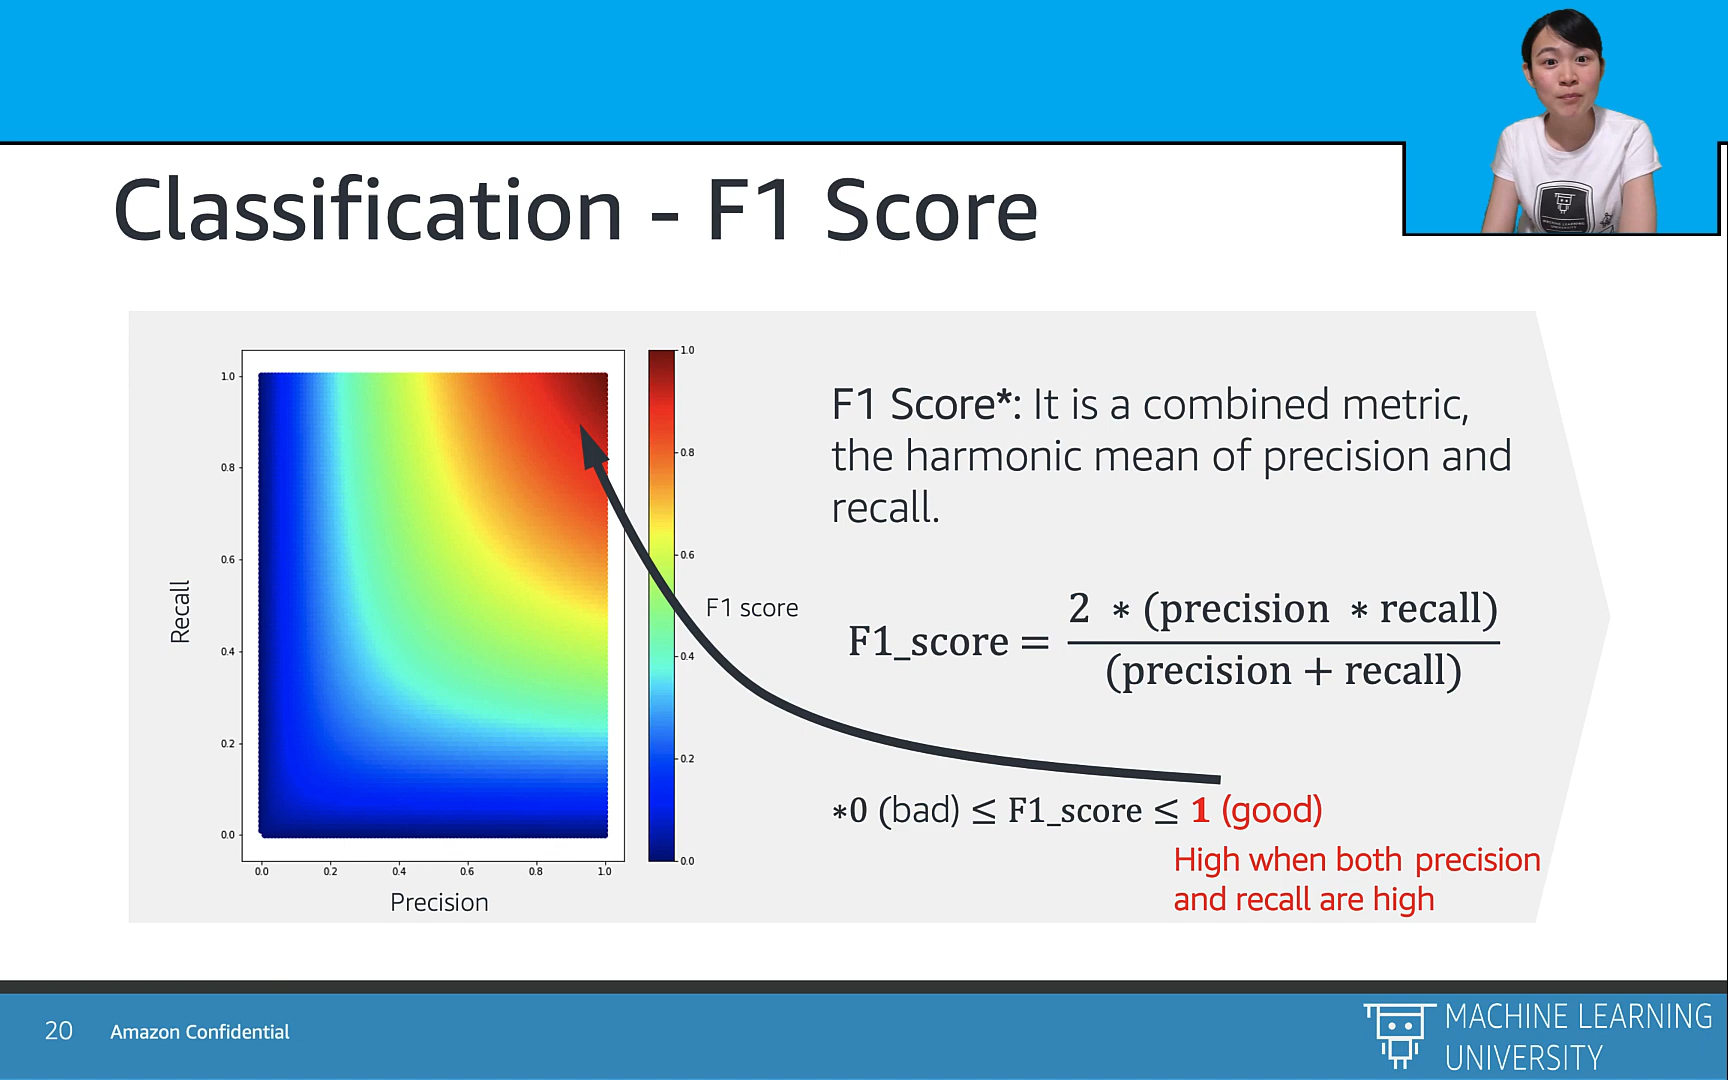 Classification - F1 Score
1.0
0.8
0.6
0.4
0.2
0.0
Recall
0.0 0.2 0.4 0.6 0.8 1.0
Precision
1.0
0.8
0.6
0.4
0.2
0.0
F1 score
F1 Score*: It is a combined metric,
the harmonic mean of precision and
recall.
F1_score = 2 * (precision * recall) / (precision + recall)
*0 (bad) ≤ F1_score ≤ 1 (good)
High when both precision
and recall are high
20 Amazon Confidential
MACHINE LEARNING
UNIVERSITY
MACHINE LEARNING
UNIVERSITY